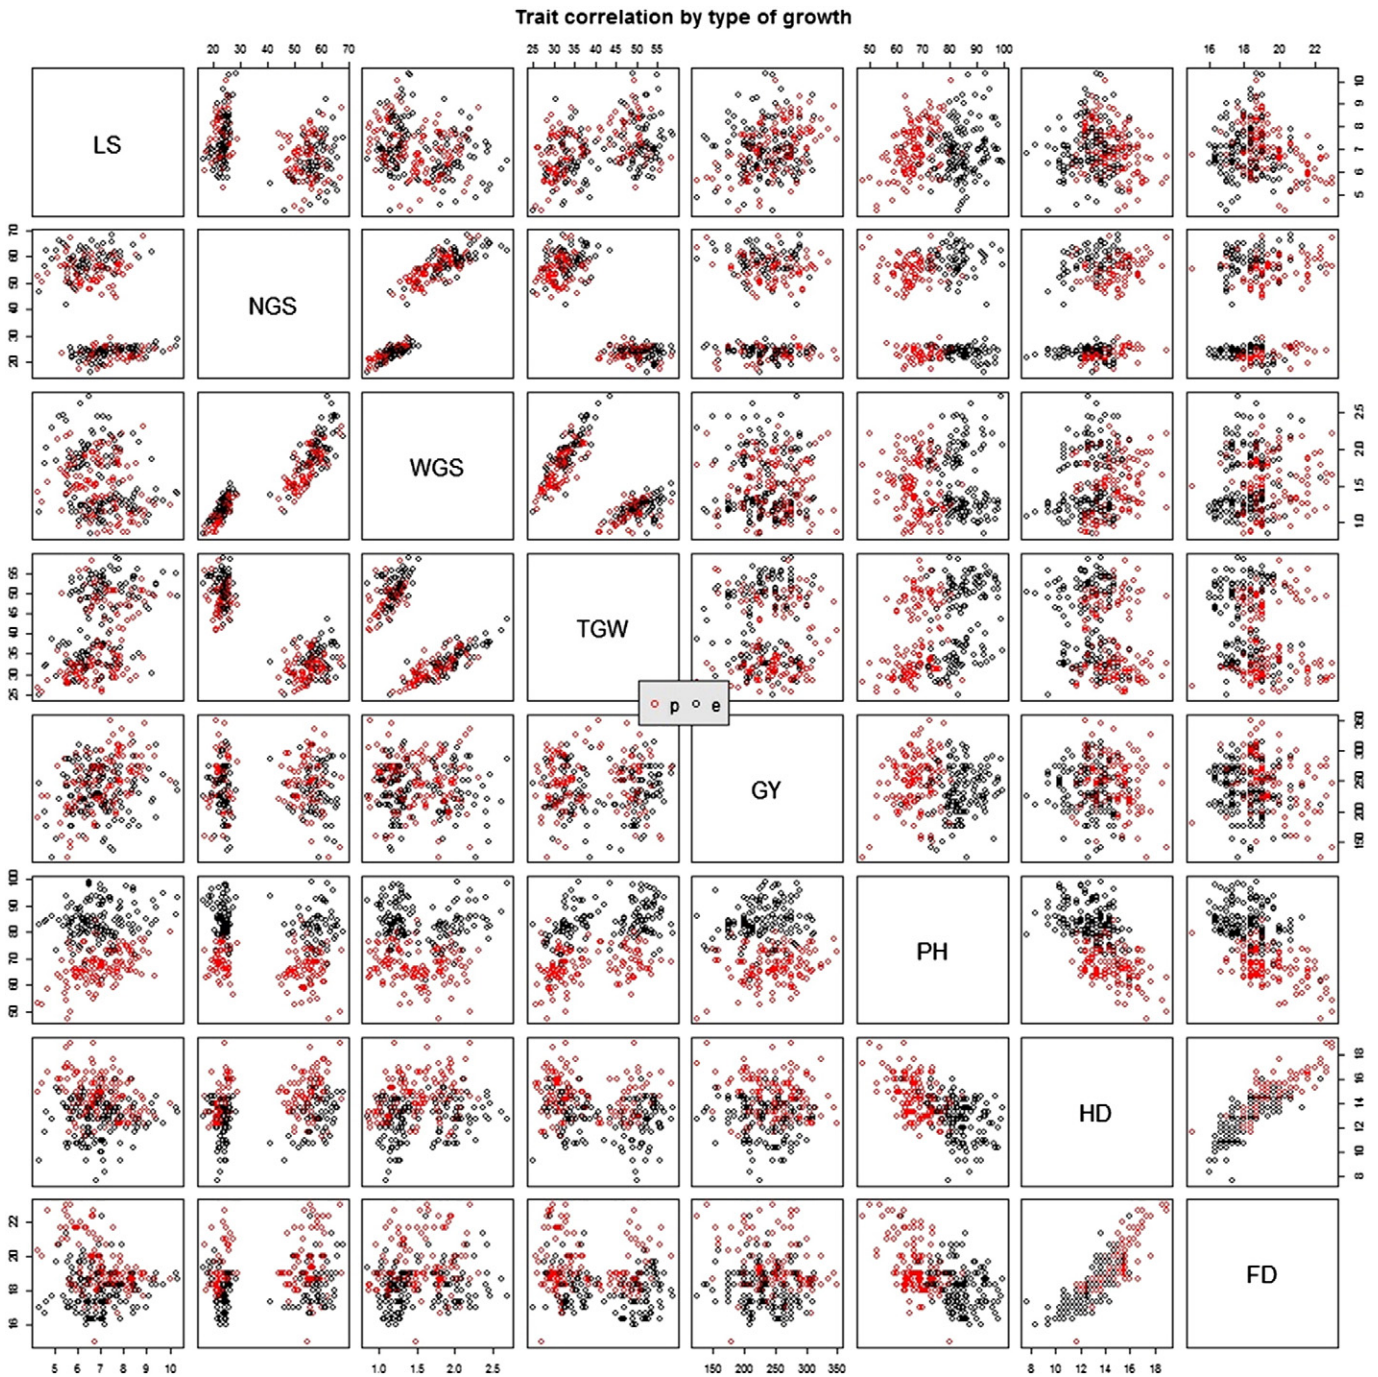 Trait correlation by type of growth
20 30 40 50 60 70 25 30 35 40 45 50 55 50 60 70 80 90 100 16 18 20 22
LS
5 6 7 8 9 10
NGS
20 30 40 50 60 70
WGS
1.0 1.5 2.0 2.5
TGW
25 30 35 40 45 50 55
p e
GY
150 200 250 300 350
PH
50 60 70 80 90 100
HD
8 10 12 14 16 18
FD
16 18 20 22
5 6 7 8 9 10 1.0 1.5 2.0 2.5 150 200 250 300 350 8 10 12 14 16 18